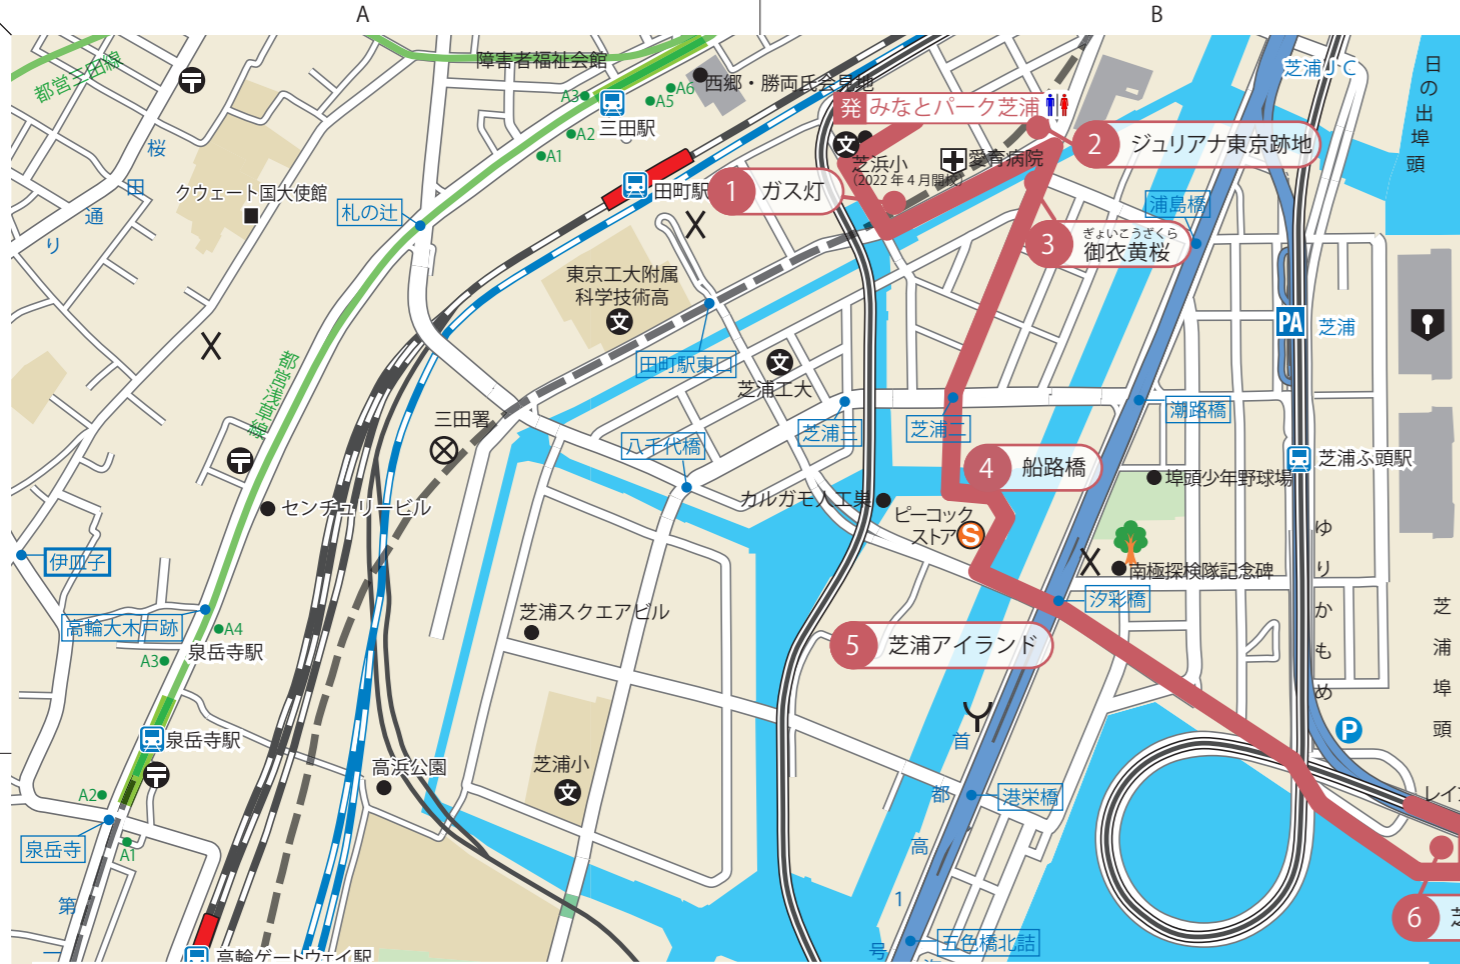 A
B
都営三田線
障害者福祉会館
西郷・勝両氏会見地
芝浦JC
日の出埠頭
A3
A6
A5
三田駅
A2
A1
発 みなとパーク芝浦
文
芝浜小
(2022年4月開校)
愛育病院
2 ジュリアナ東京跡地
桜田通り
クウェート国大使館
田町駅
1 ガス灯
札の辻
浦島橋
ぎょいこうざくら
3 御衣黄桜
東京工大附属
科学技術高
文
PA 芝浦
田町駅東口
文
芝浦工大
都営浅草線
三田署
八千代橋
芝浦三
芝浦二
潮路橋
芝浦ふ頭駅
4 船路橋
埠頭少年野球場
センチュリービル
カルガモ人工巣
ピーコック
ストア
S
ゆりかもめ
伊皿子
南極探検隊記念碑
汐彩橋
芝浦埠頭
高輪大木戸跡
A4
泉岳寺駅
A3
芝浦スクエアビル
5 芝浦アイランド
泉岳寺駅
P
高浜公園
芝浦小
文
首都高1号
港栄橋
A2
泉岳寺
A1
第一
6
五色橋北詰
高輪ゲートウェイ駅